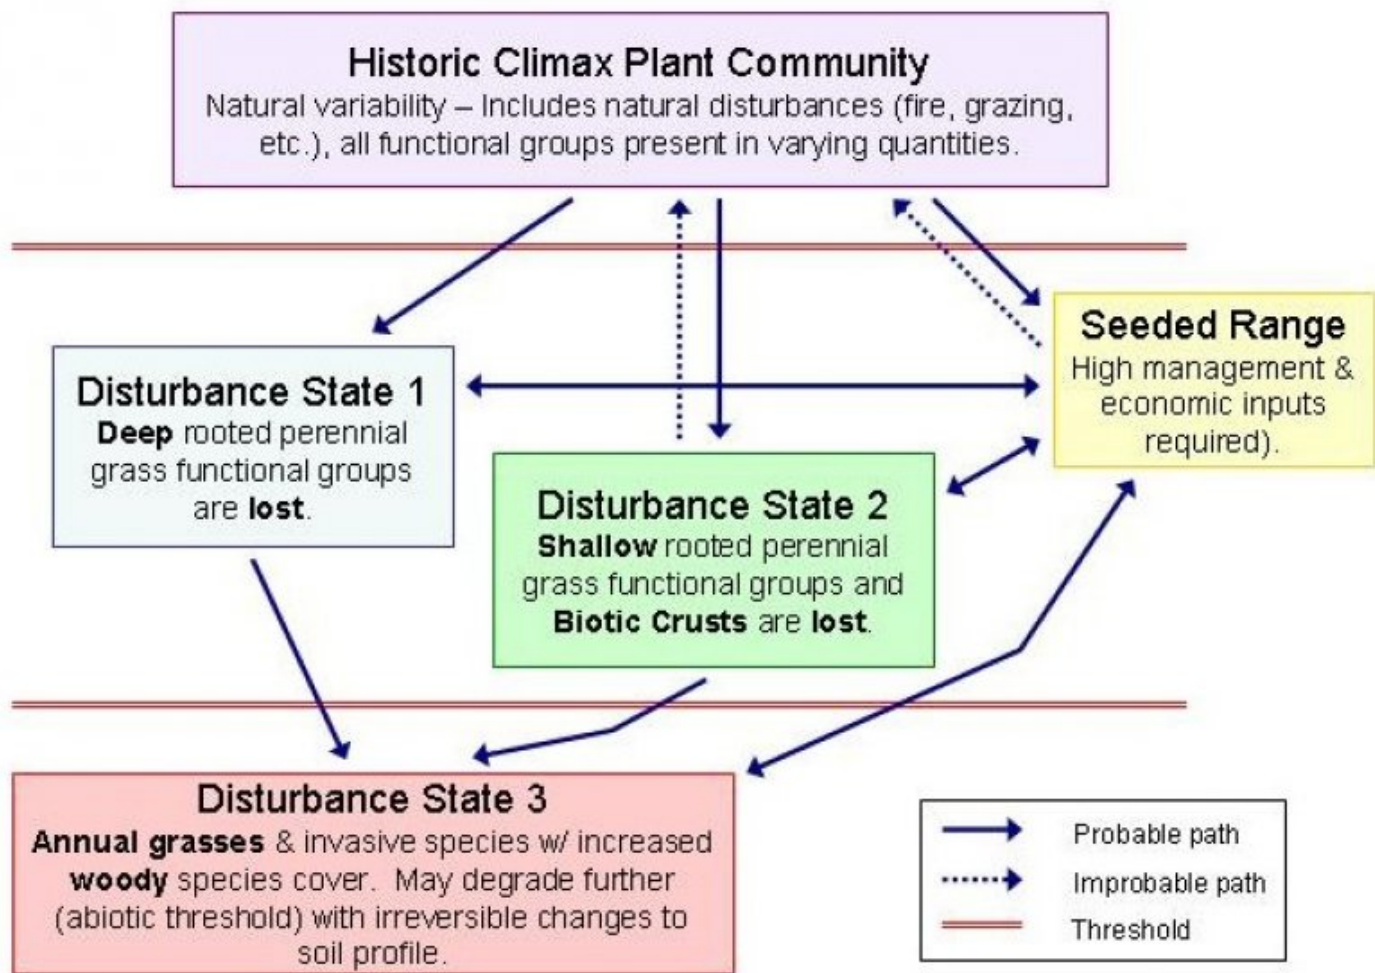 Historic Climax Plant Community
Natural variability – Includes natural disturbances (fire, grazing,
etc.), all functional groups present in varying quantities.
Seeded Range
High management &
economic inputs
required).
Disturbance State 1
Deep rooted perennial
grass functional groups
are lost.
Disturbance State 2
Shallow rooted perennial
grass functional groups and
Biotic Crusts are lost.
Disturbance State 3
Annual grasses & invasive species w/ increased
woody species cover. May degrade further
(abiotic threshold) with irreversible changes to
soil profile.
Probable path
Improbable path
Threshold